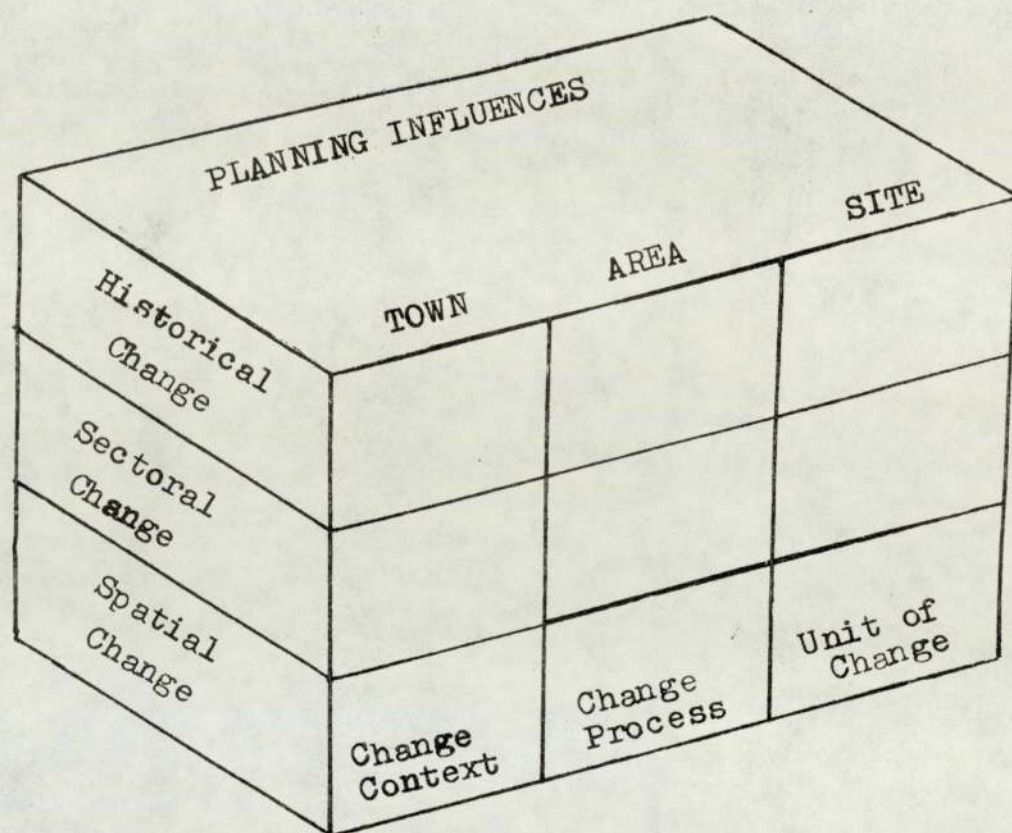 PLANNING INFLUENCES
TOWN
AREA
SITE
Historical
Change
Sectoral
Change
Spatial
Change
Change
Context
Change
Process
Unit of
Change